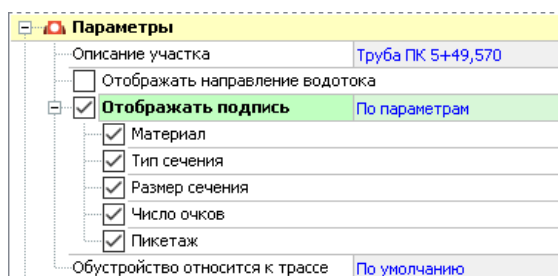 Параметры
Описание участка Труба ПК 5+49,570
Отображать направление водотока
Отображать подпись По параметрам
Материал
Тип сечения
Размер сечения
Число очков
Пикетаж
Обустройство относится к трассе По умолчанию